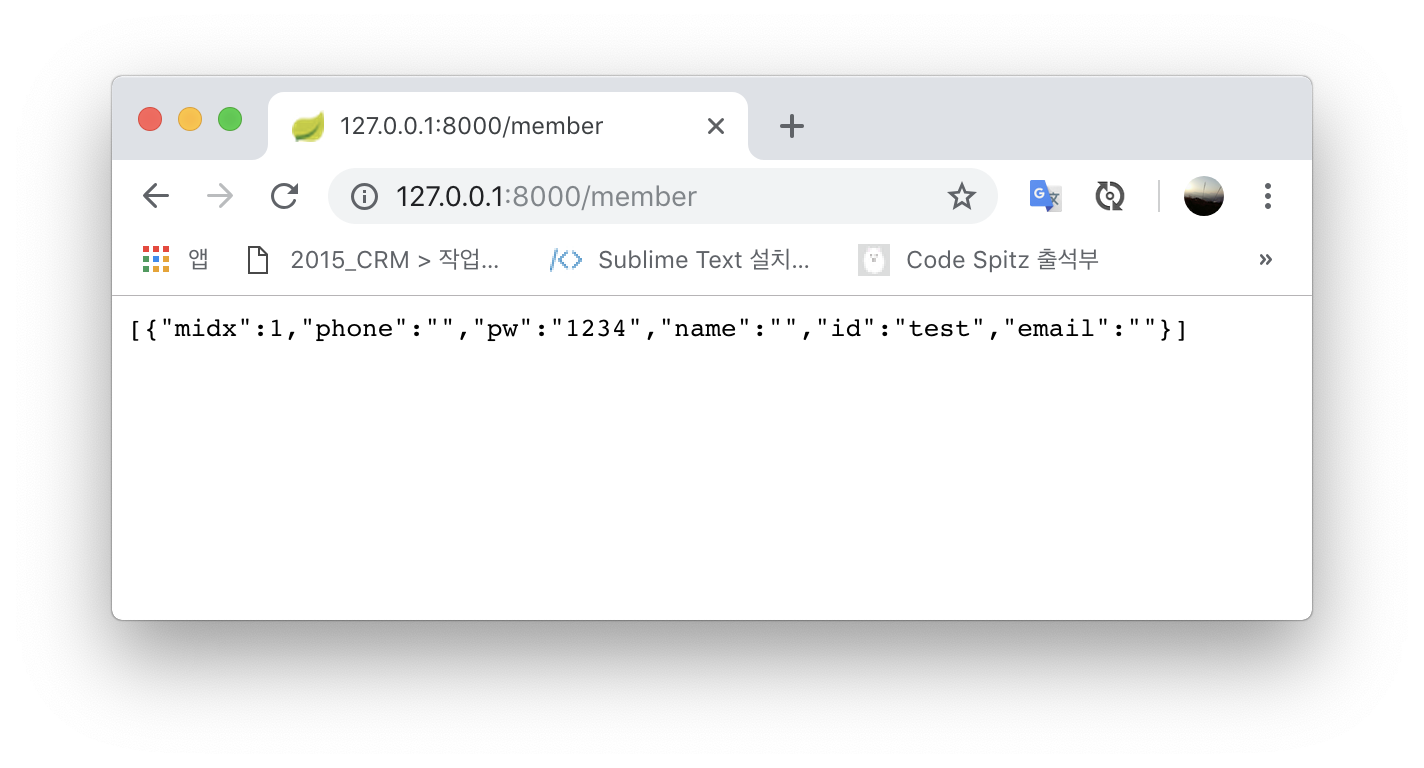 127.0.0.1:8000/member
127.0.0.1:8000/member
앱 2015_CRM > 작업... Sublime Text 설치... Code Spitz 출석부 »
[{"midx":1,"phone":"","pw":"1234","name":"","id":"test","email":""}]